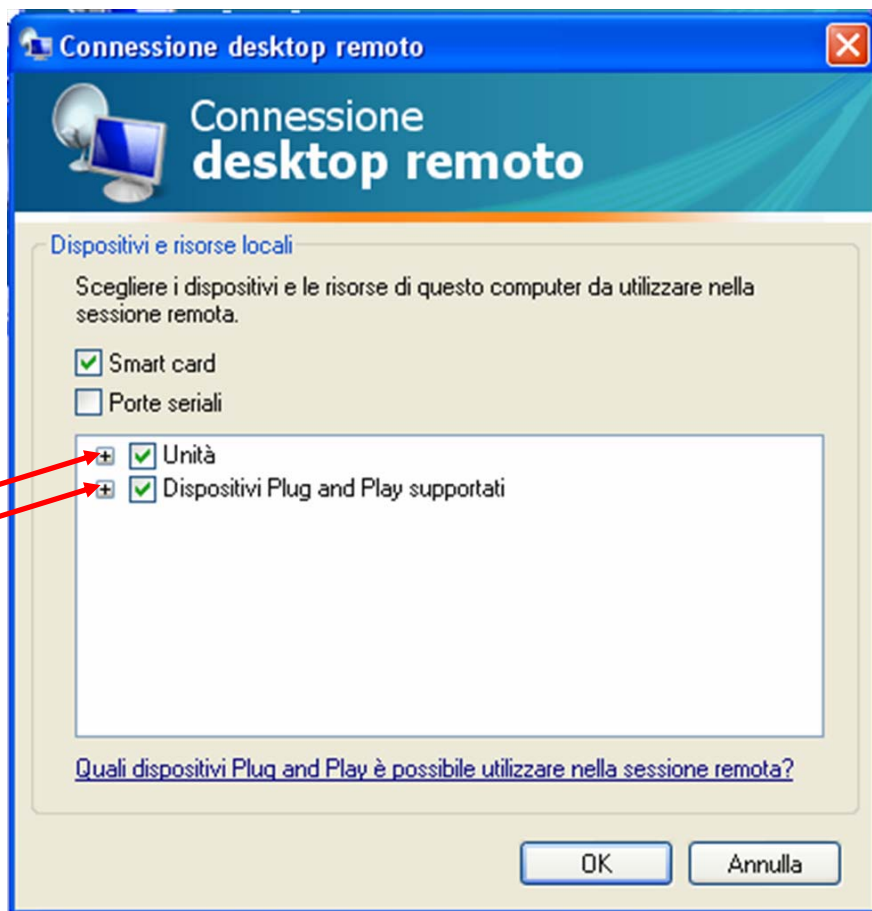 Connessione desktop remoto
Connessione
desktop remoto
Dispositivi e risorse locali
Scegliere i dispositivi e le risorse di questo computer da utilizzare nella
sessione remota.
Smart card
Porte seriali
Unità
Dispositivi Plug and Play supportati
Quali dispositivi Plug and Play è possibile utilizzare nella sessione remota?
OK
Annulla